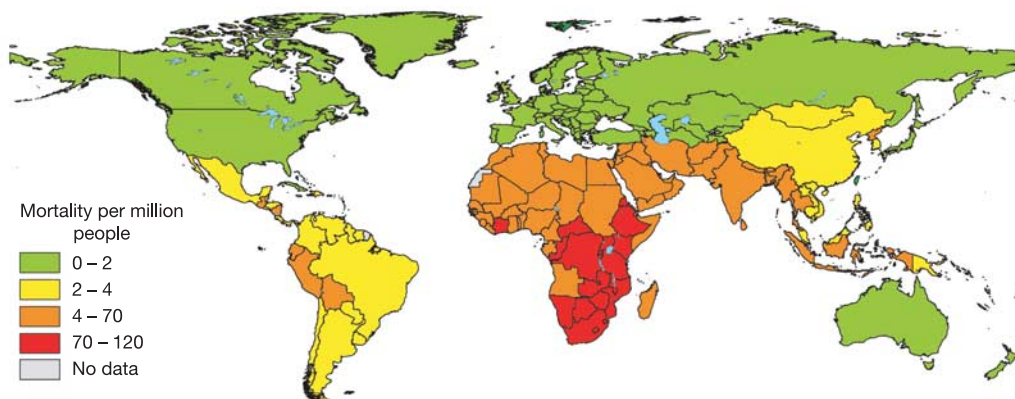 Mortality per million
people
0 – 2
2 – 4
4 – 70
70 – 120
No data